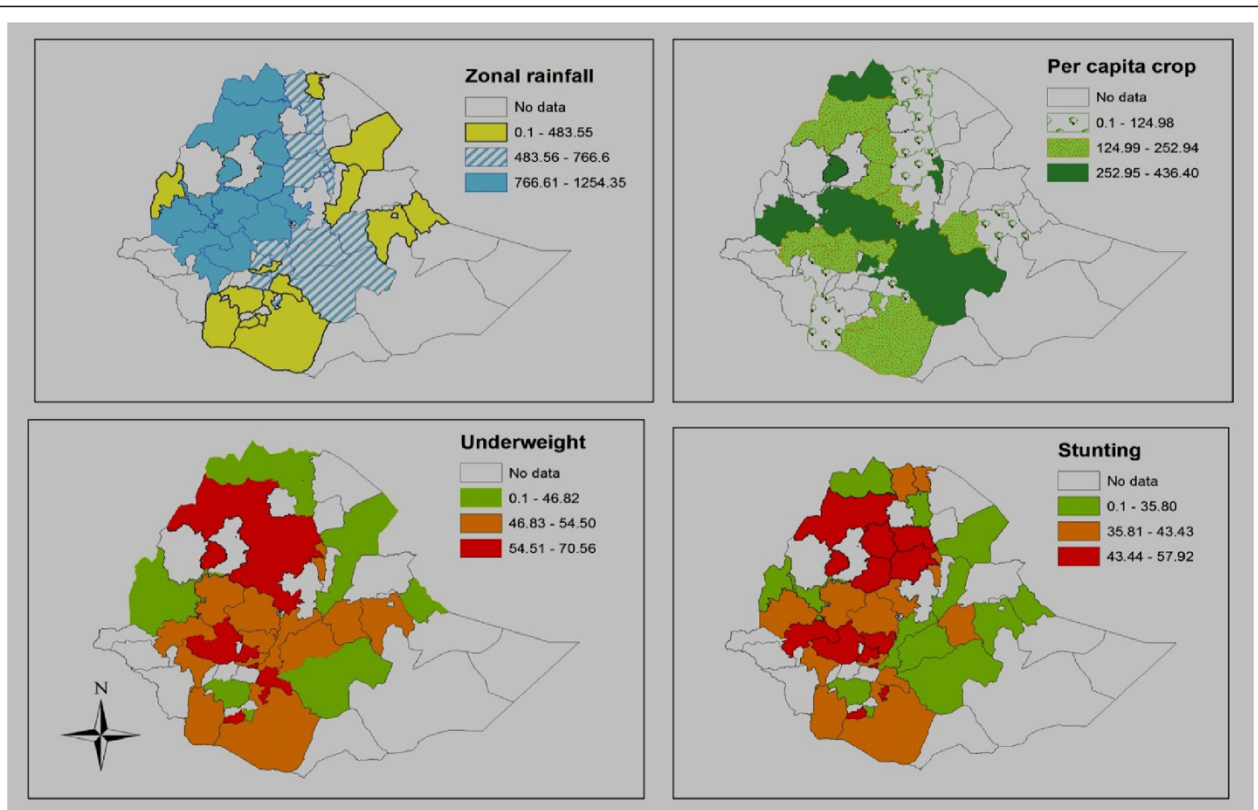 Zonal rainfall
No data
0.1 - 483.55
483.56 - 766.6
766.61 - 1254.35
Per capita crop
No data
0.1 - 124.98
124.99 - 252.94
252.95 - 436.40
Underweight
No data
0.1 - 46.82
46.83 - 54.50
54.51 - 70.56
N
Stunting
No data
0.1 - 35.80
35.81 - 43.43
43.44 - 57.92